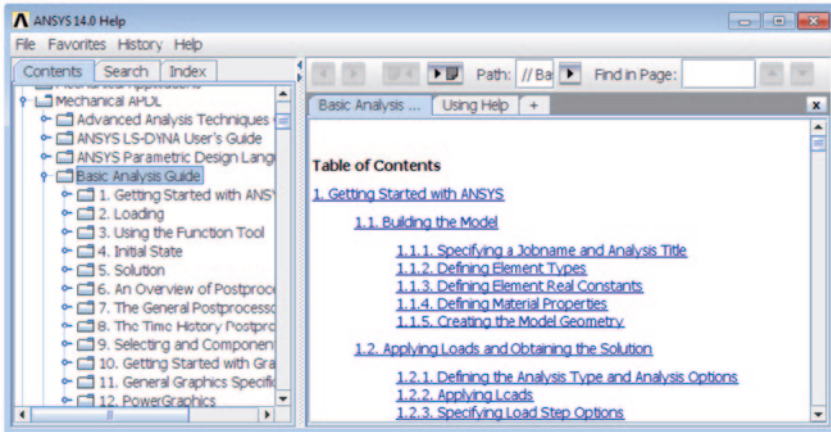 ANSYS 14.0 Help
File Favorites History Help
Contents Search Index
Mechanical APDL
Advanced Analysis Techniques
ANSYS LS-DYNA User's Guide
ANSYS Parametric Design Lang
Basic Analysis Guide
1. Getting Started with ANSY
2. Loading
3. Using the Function Tool
4. Initial State
5. Solution
6. An Overview of Postproce
7. The General Postprocesso
8. The Time History Postpro
9. Selecting and Componen
10. Getting Started with Gra
11. General Graphics Specific
12. PowerGraphics
Path: // Ba Find in Page:
Basic Analysis ... Using Help + x
Table of Contents
1. Getting Started with ANSYS
1.1. Building the Model
1.1.1. Specifying a Jobname and Analysis Title
1.1.2. Defining Element Types
1.1.3. Defining Element Real Constants
1.1.4. Defining Material Properties
1.1.5. Creating the Model Geometry
1.2. Applying Loads and Obtaining the Solution
1.2.1. Defining the Analysis Type and Analysis Options
1.2.2. Applying Loads
1.2.3. Specifying Load Step Options